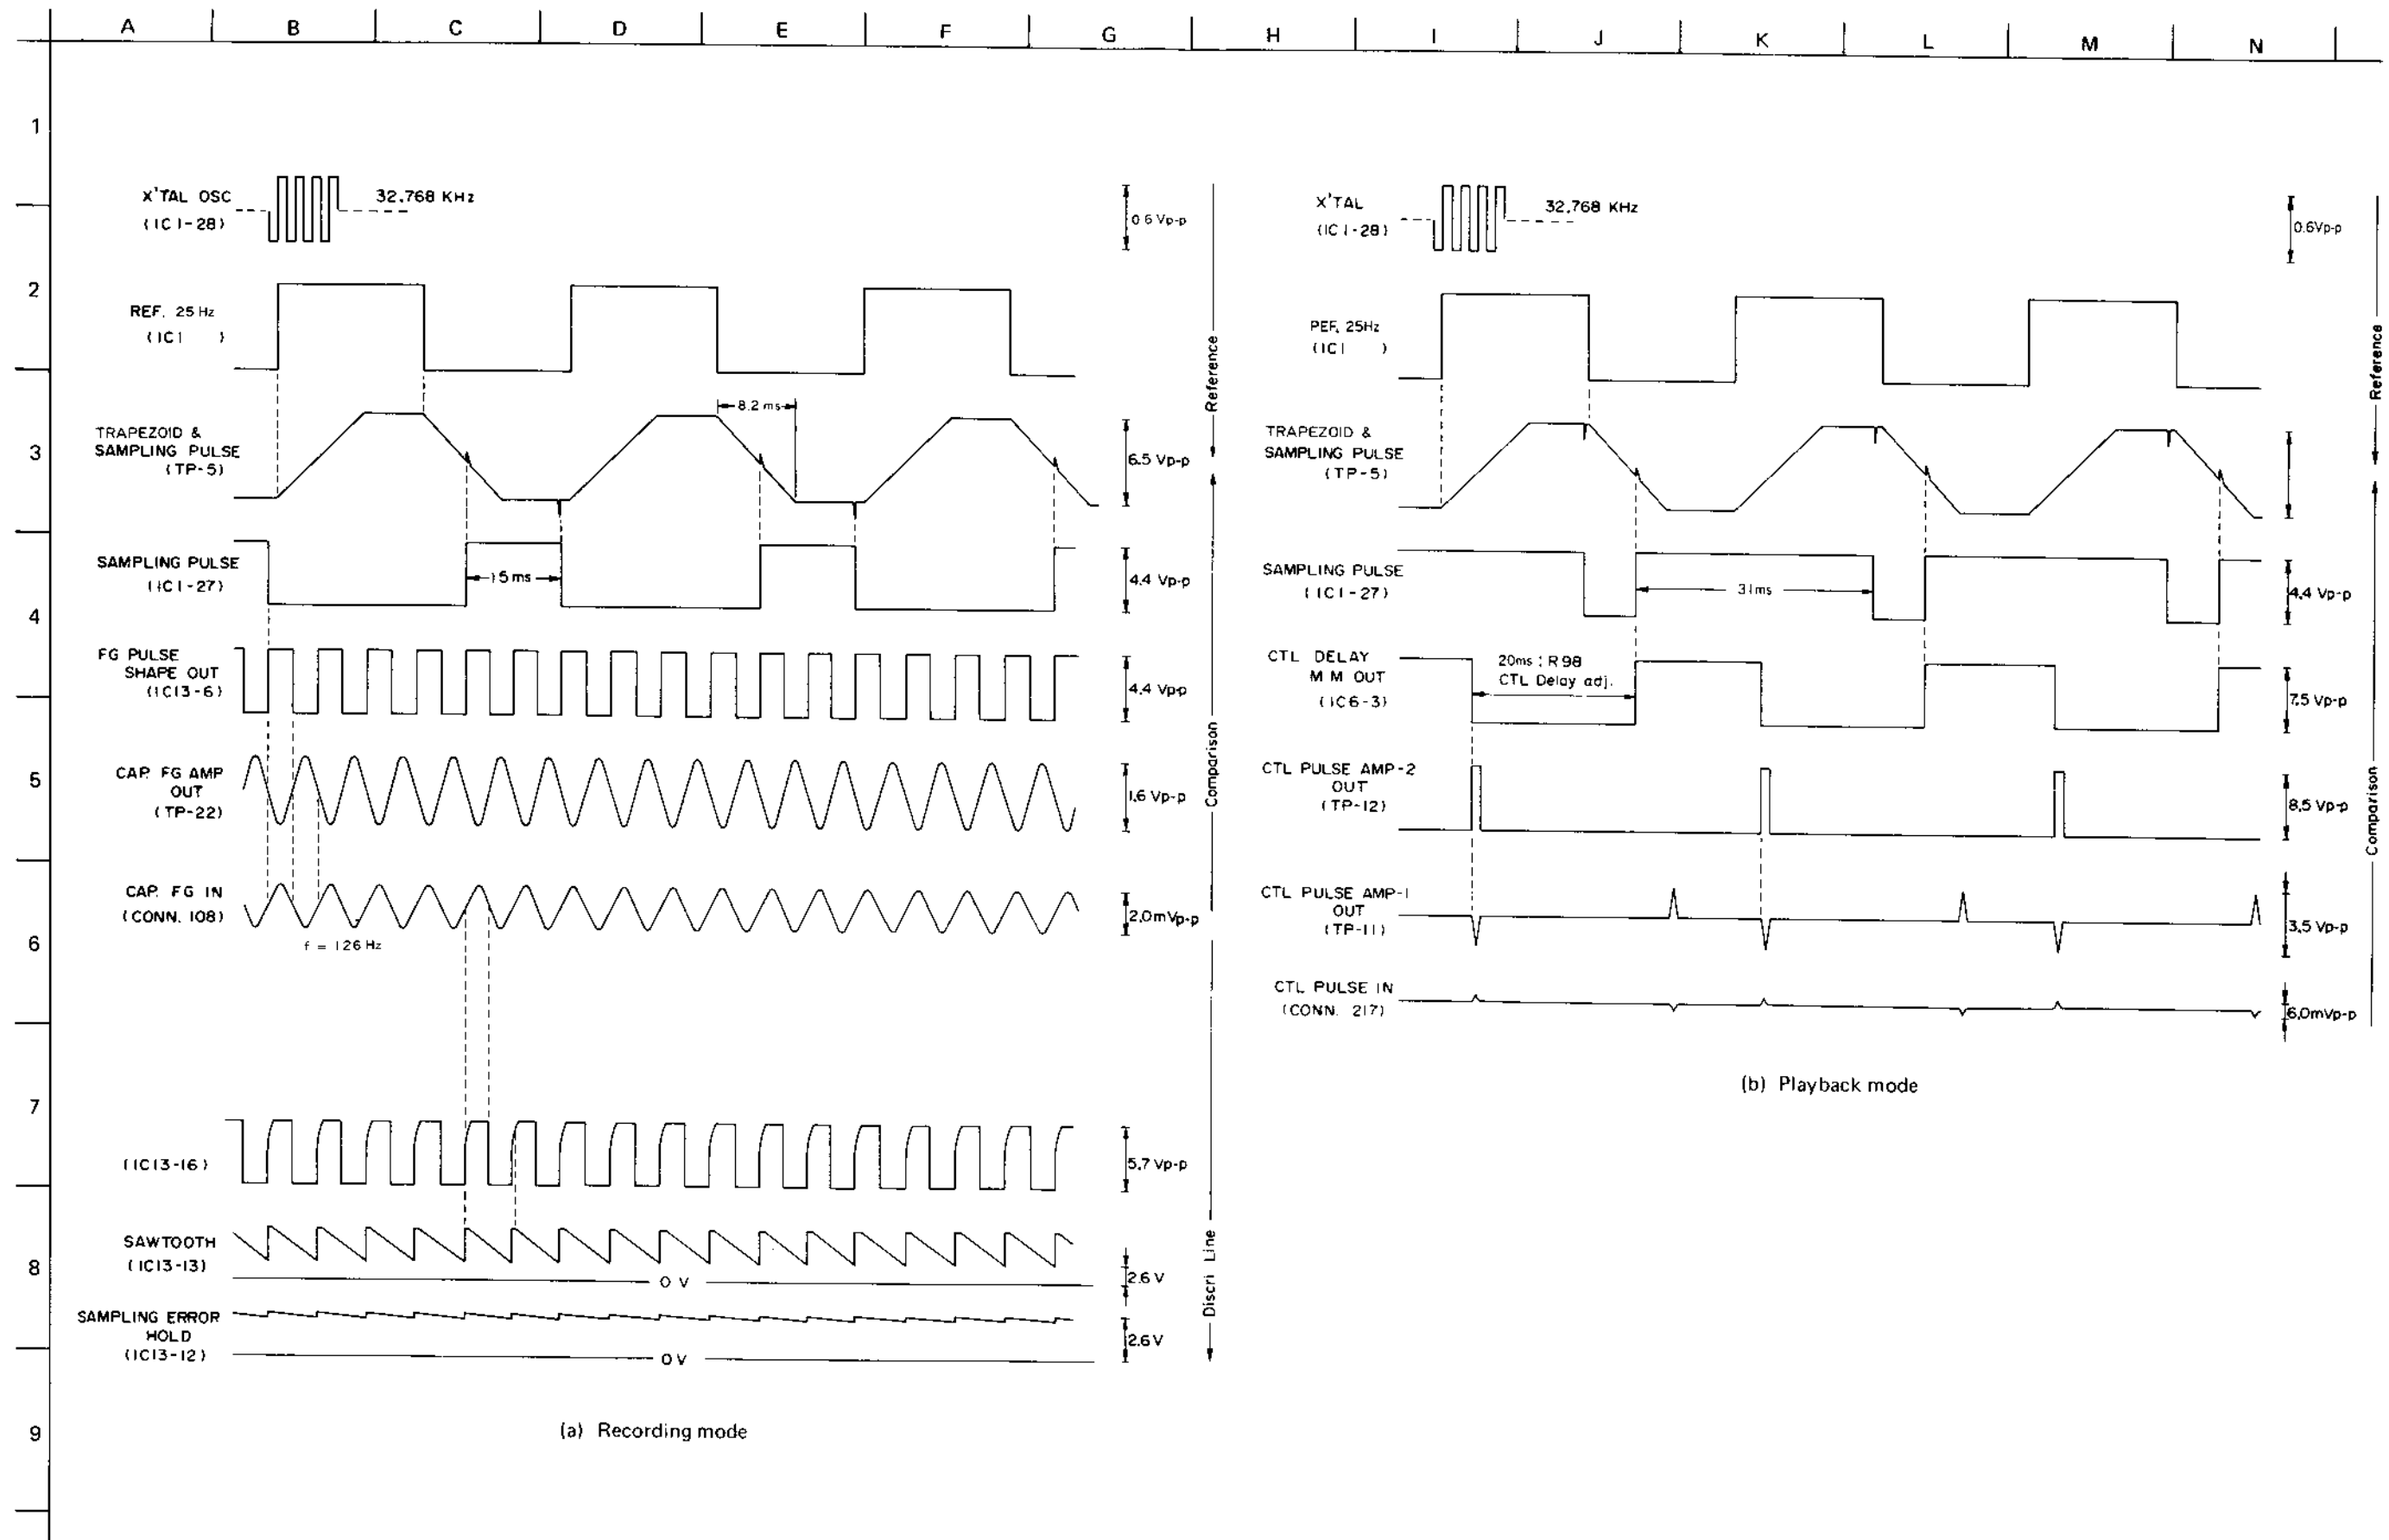 A B C D E F G H I J K L M N
1
2
3
4
5
6
7
8
9
X'TAL OSC
(IC1-28)
32.768 KHz
0.6 Vp-p
REF. 25 Hz
(IC1 )
TRAPEZOID &
SAMPLING PULSE
(TP-5)
8.2 ms
6.5 Vp-p
SAMPLING PULSE
(IC1-27)
15 ms
4.4 Vp-p
FG PULSE
SHAPE OUT
(IC13-6)
4.4 Vp-p
CAP. FG AMP
OUT
(TP-22)
1.6 Vp-p
CAP. FG IN
(CONN. 108)
f = 126 Hz
2.0mVp-p
(IC13-16)
5.7 Vp-p
SAWTOOTH
(IC13-13)
0 V
2.6 V
SAMPLING ERROR
HOLD
(IC13-12)
0 V
2.6 V
Reference
Comparison
Discri Line
(a) Recording mode
X'TAL
(IC1-28)
32.768 KHz
0.6Vp-p
PEF. 25Hz
(IC1 )
TRAPEZOID &
SAMPLING PULSE
(TP-5)
SAMPLING PULSE
(IC1-27)
31ms
4.4 Vp-p
CTL DELAY
M M OUT
(IC6-3)
20ms : R98
CTL Delay adj.
7.5 Vp-p
CTL PULSE AMP-2
OUT
(TP-12)
8.5 Vp-p
CTL PULSE AMP-1
OUT
(TP-11)
3.5 Vp-p
CTL PULSE IN
(CONN. 217)
6.0mVp-p
Reference
Comparison
(b) Playback mode